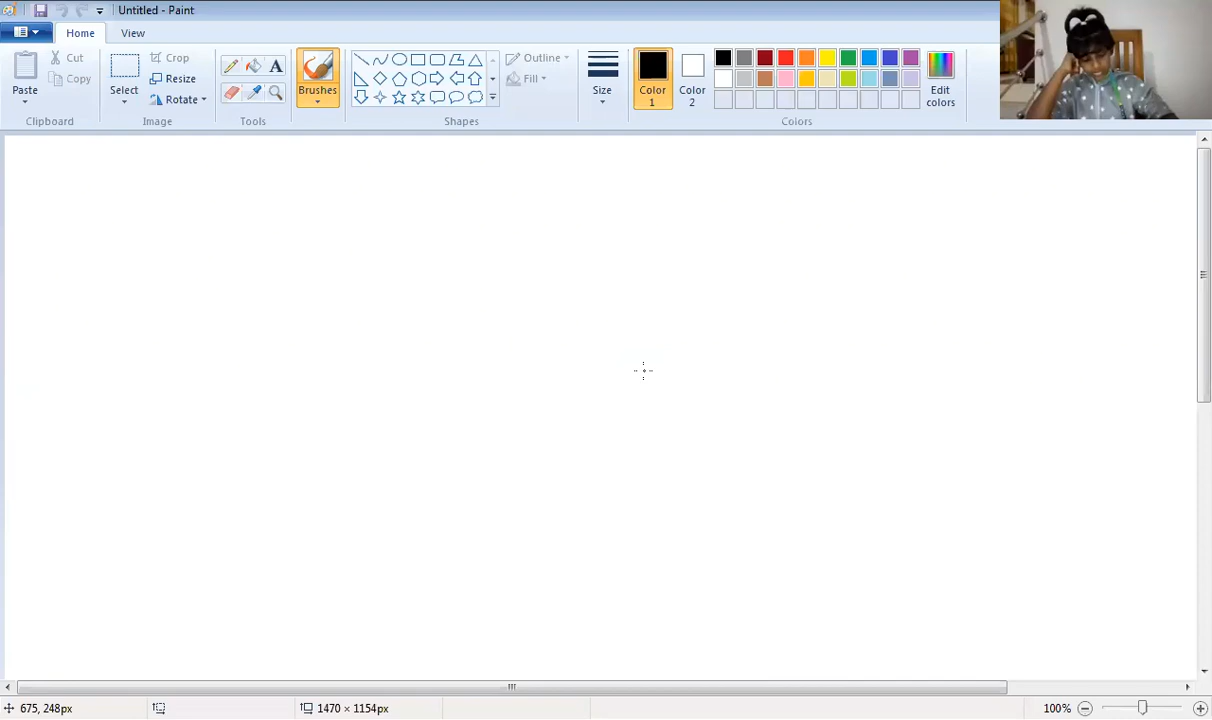 Untitled - Paint
Home View
Paste Cut Copy Select Crop Resize Rotate A Brushes Outline Fill Size Color 1 Color 2 Edit colors
Clipboard Image Tools Shapes Colors
675, 248px 1470 × 1154px 100%